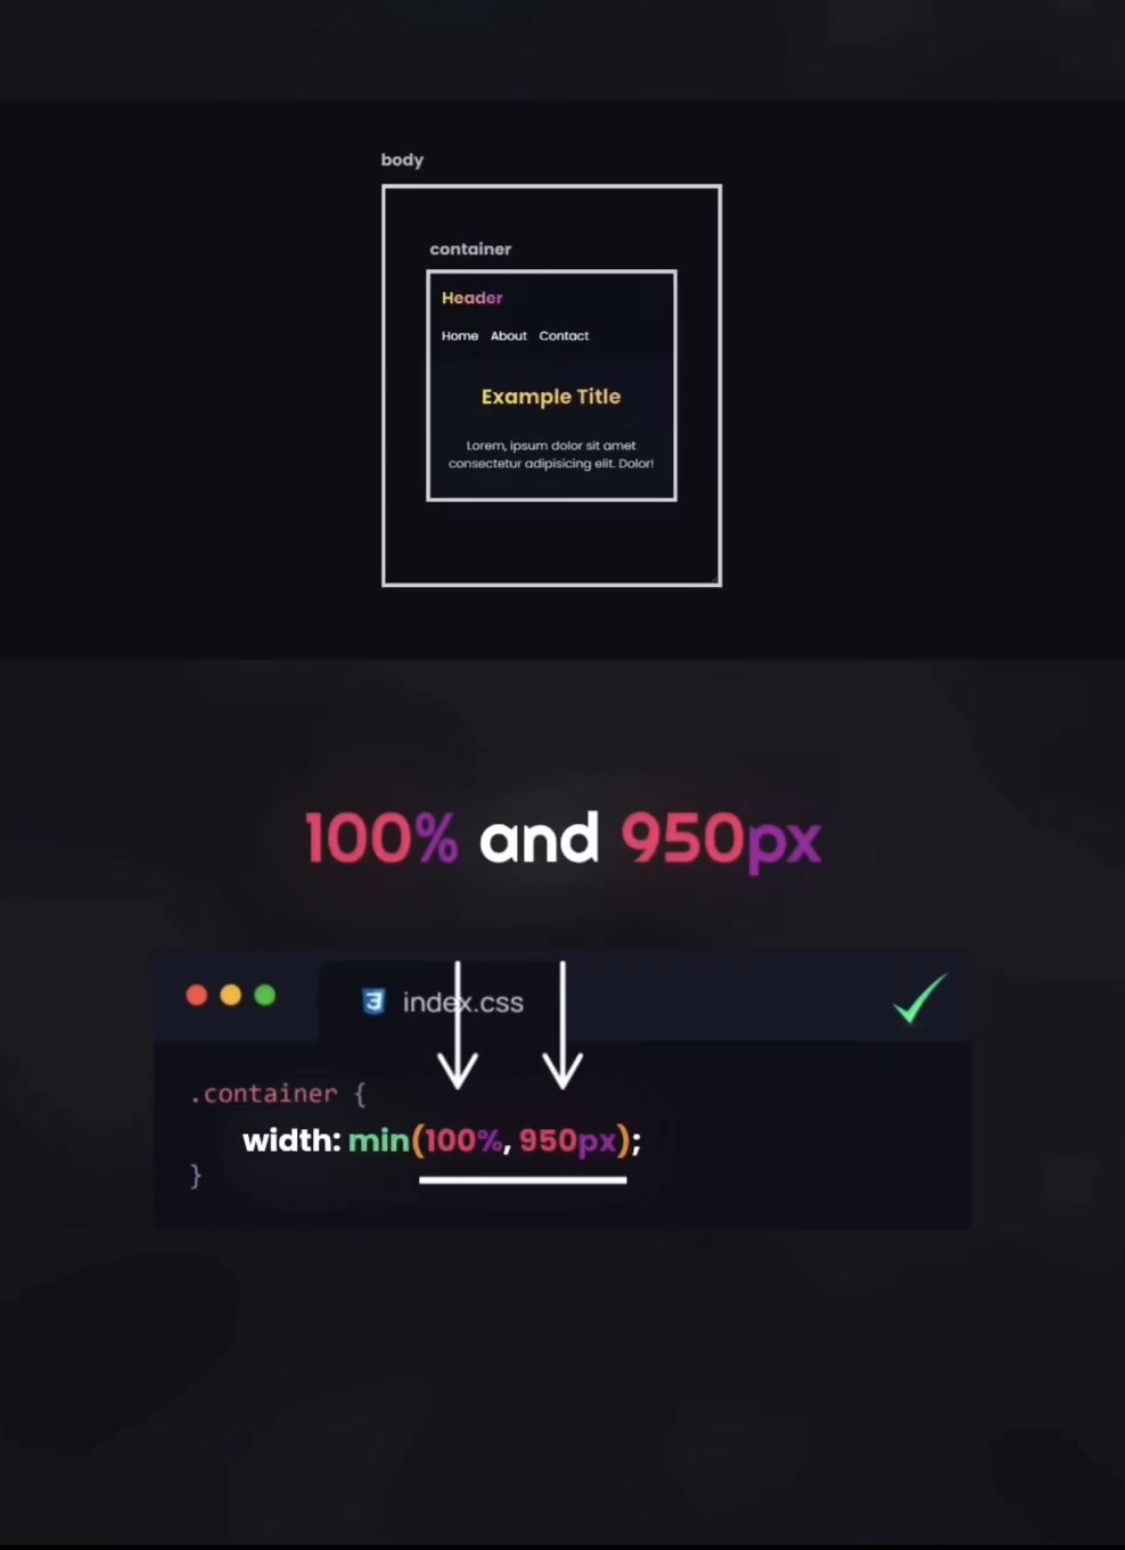 body
container
Header
Home About Contact
Example Title
Lorem, ipsum dolor sit amet
consectetur adipisicing elit. Dolor!
100% and 950px
index.css
.container {
width: min(100%, 950px);
}